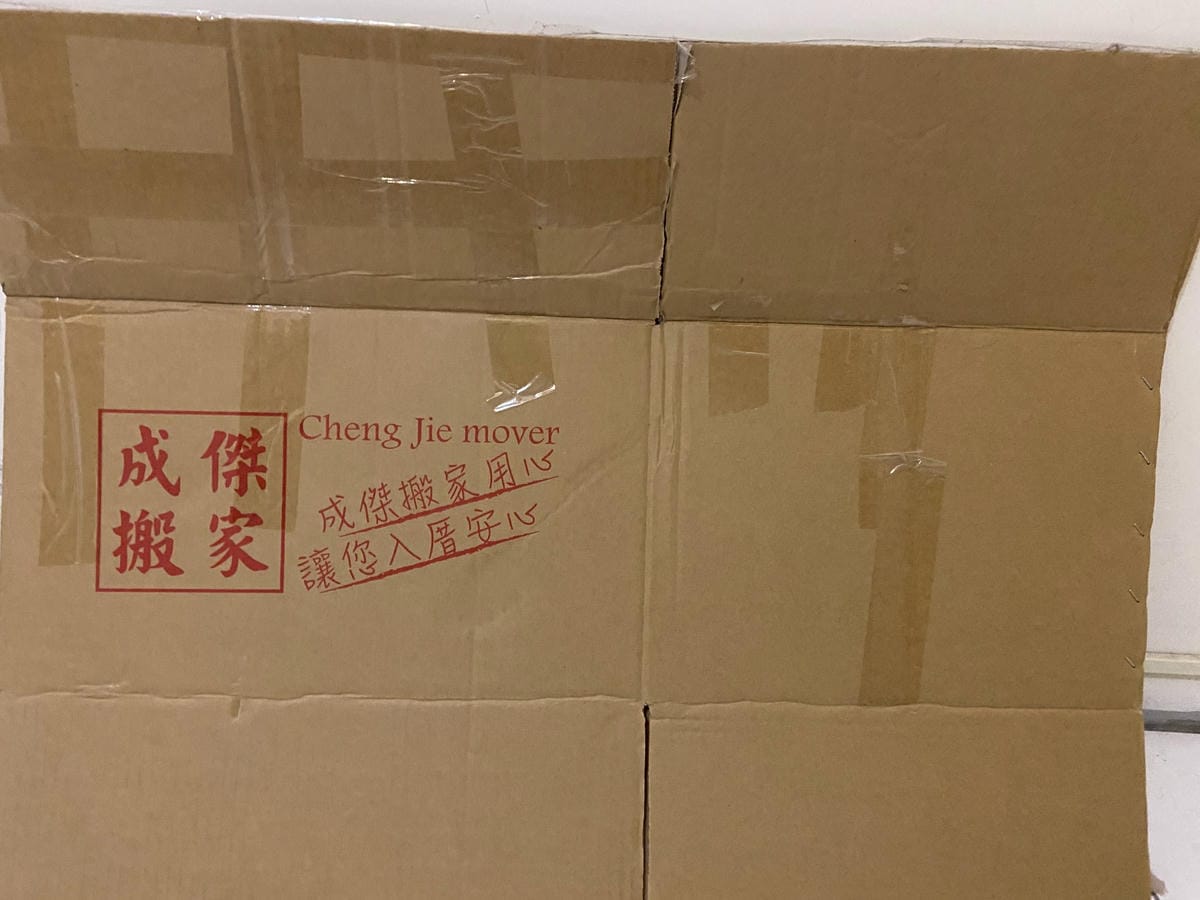 成傑
搬家
Cheng Jie mover
成傑搬家用心
讓您入厝安心